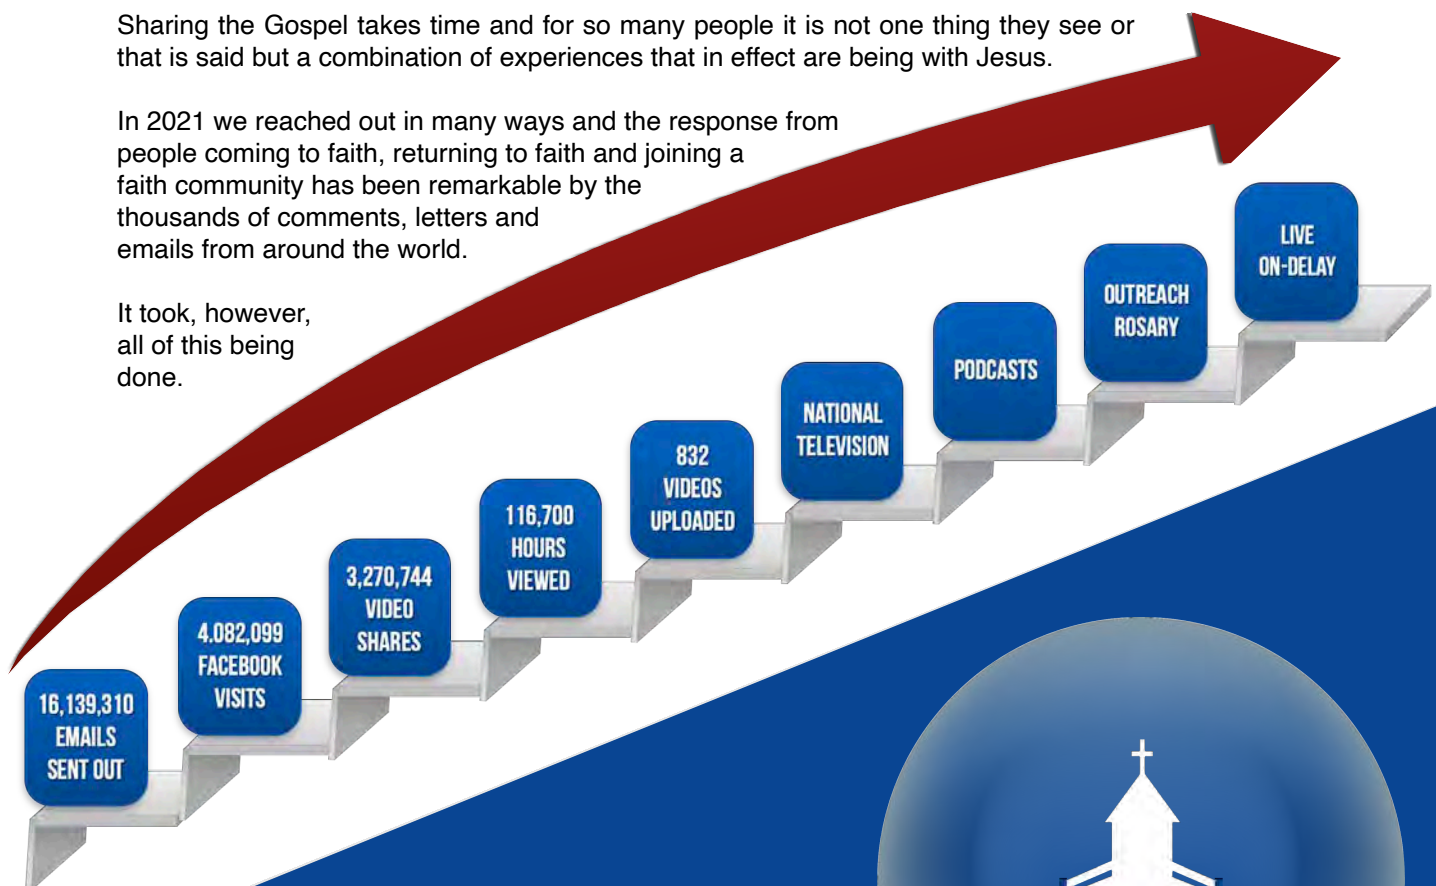 Sharing the Gospel takes time and for so many people it is not one thing they see or
that is said but a combination of experiences that in effect are being with Jesus.
In 2021 we reached out in many ways and the response from
people coming to faith, returning to faith and joining a
faith community has been remarkable by the
thousands of comments, letters and
emails from around the world.
It took, however,
all of this being
done.
16,139,310
EMAILS
SENT OUT
4.082,099
FACEBOOK
VISITS
3,270,744
VIDEO
SHARES
116,700
HOURS
VIEWED
832
VIDEOS
UPLOADED
NATIONAL
TELEVISION
PODCASTS
OUTREACH
ROSARY
LIVE
ON-DELAY